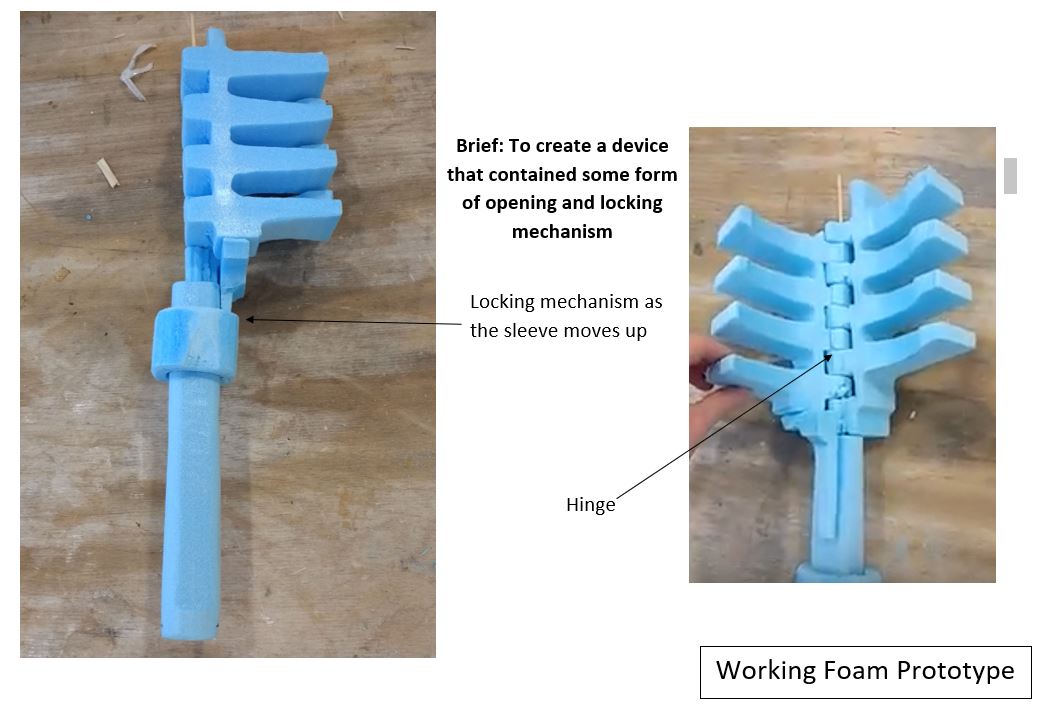 Brief: To create a device
that contained some form
of opening and locking
mechanism
Locking mechanism as
the sleeve moves up
Hinge
Working Foam Prototype